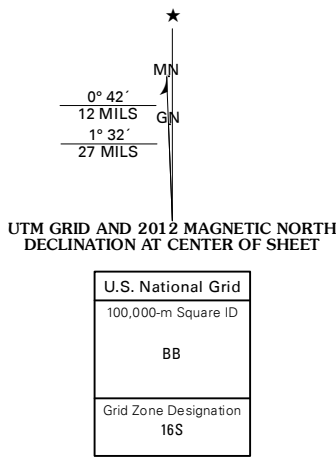 ★
MN
0° 42´
12 MILS
GN
1° 32´
27 MILS
UTM GRID AND 2012 MAGNETIC NORTH
DECLINATION AT CENTER OF SHEET
U.S. National Grid
100,000-m Square ID
BB
Grid Zone Designation
16S